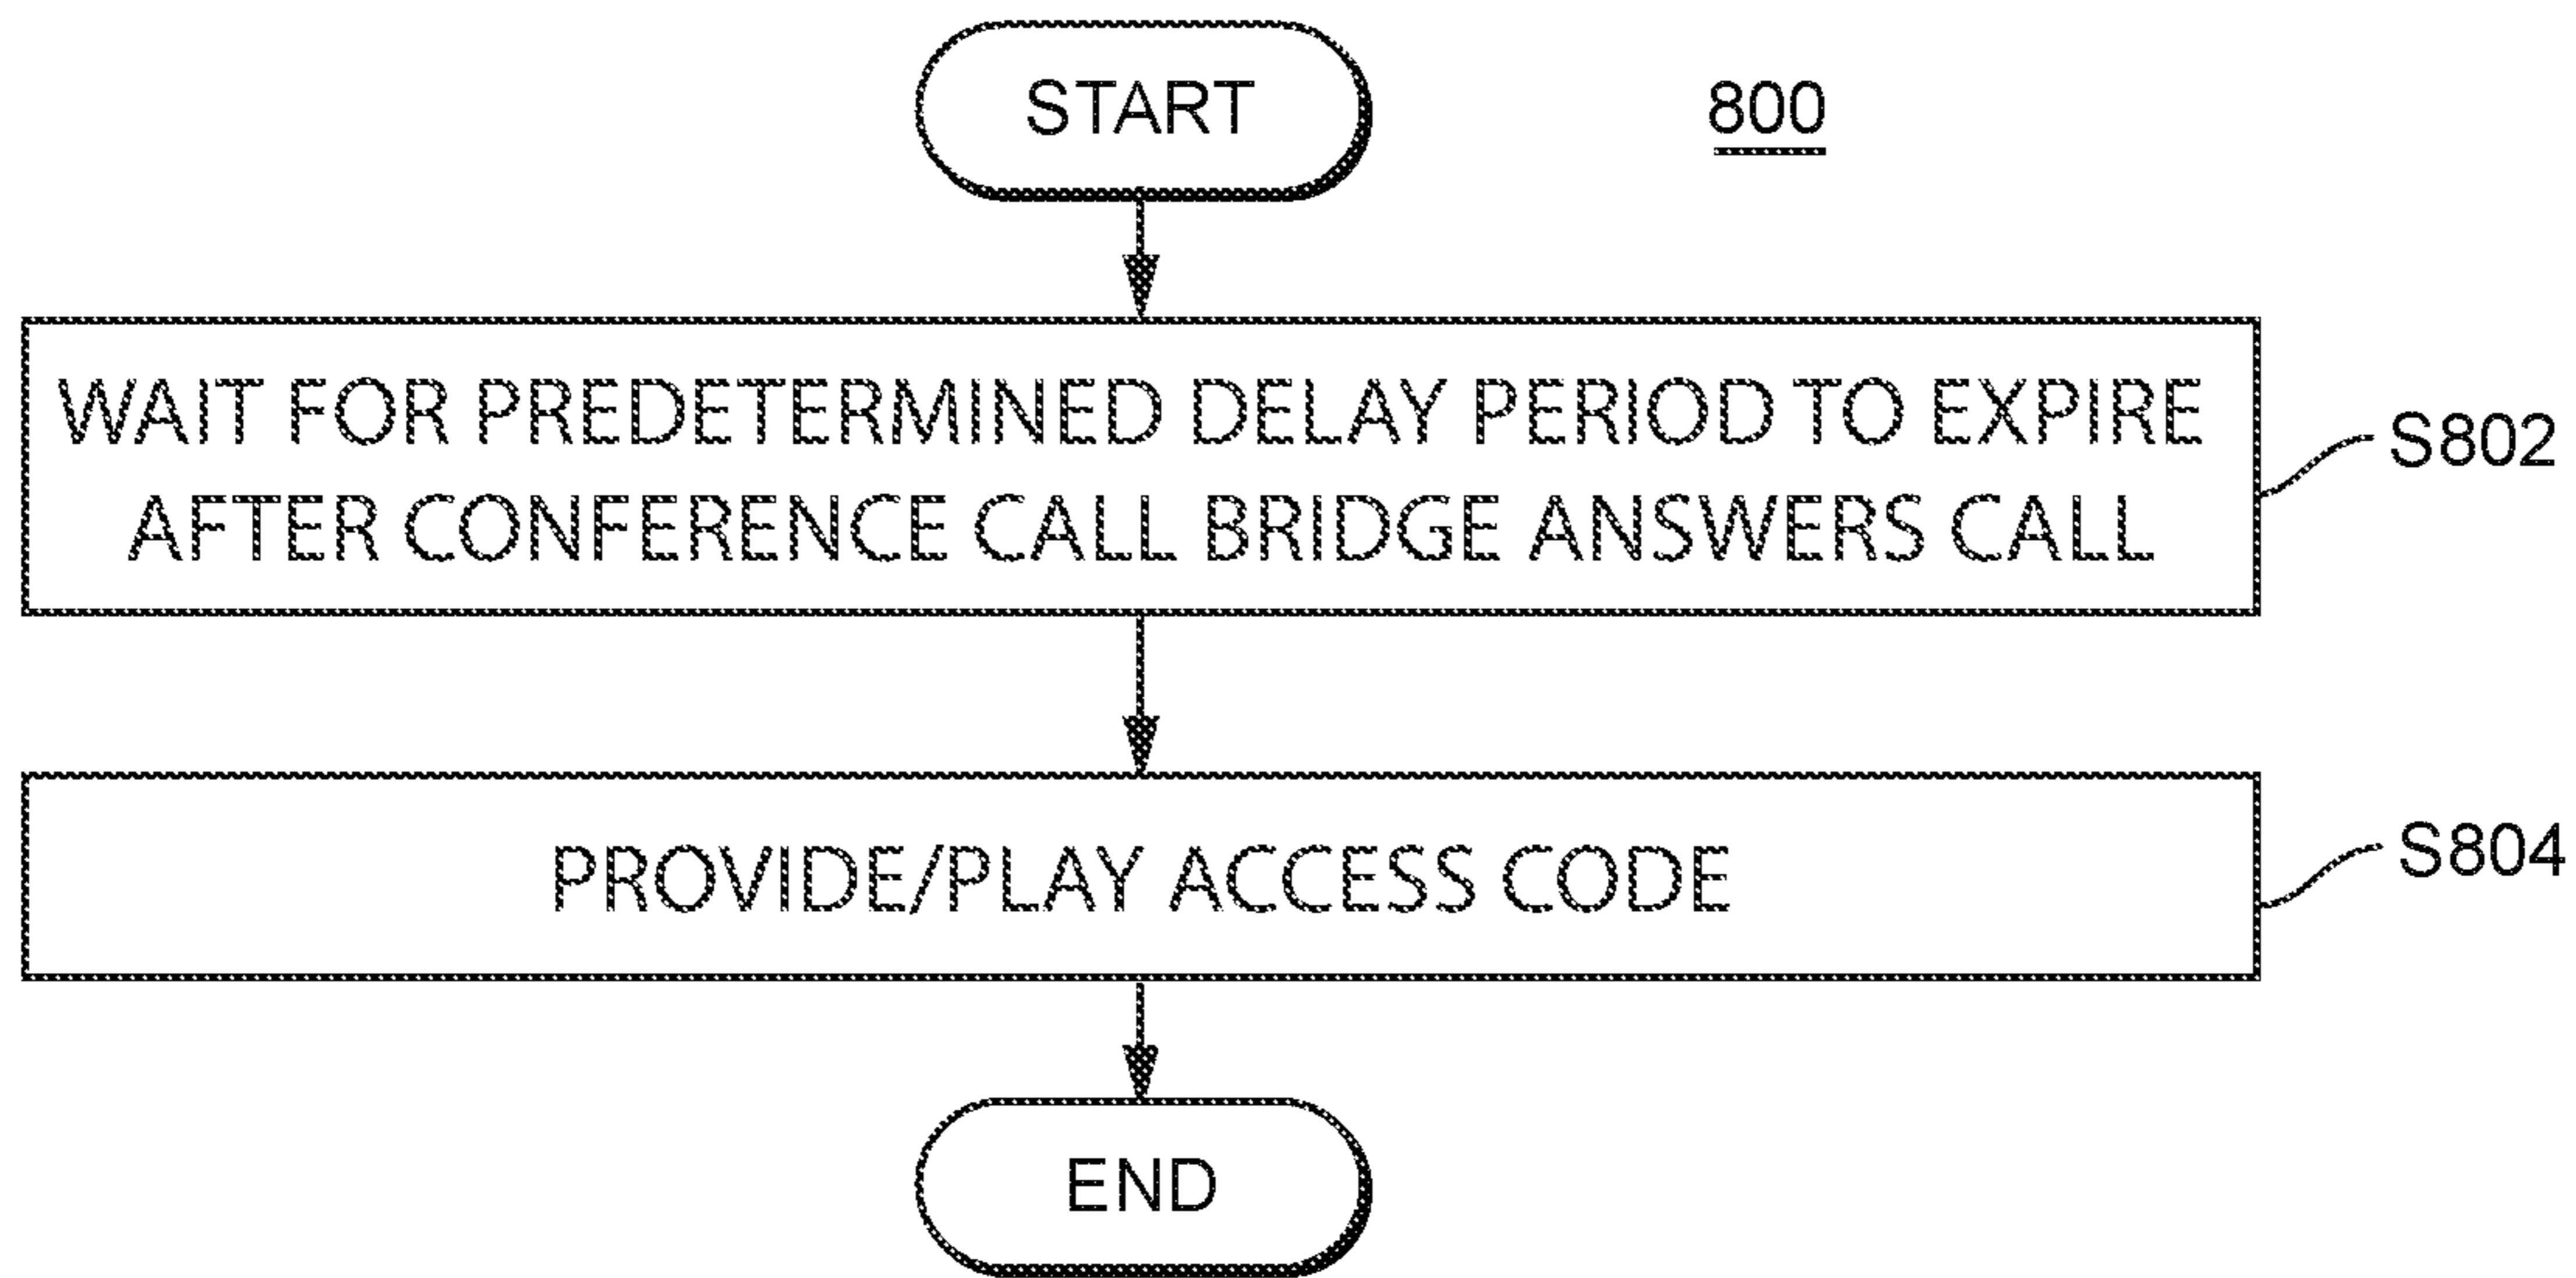 START
800
WAIT FOR PREDETERMINED DELAY PERIOD TO EXPIRE
AFTER CONFERENCE CALL BRIDGE ANSWERS CALL
S802
PROVIDE/PLAY ACCESS CODE
S804
END